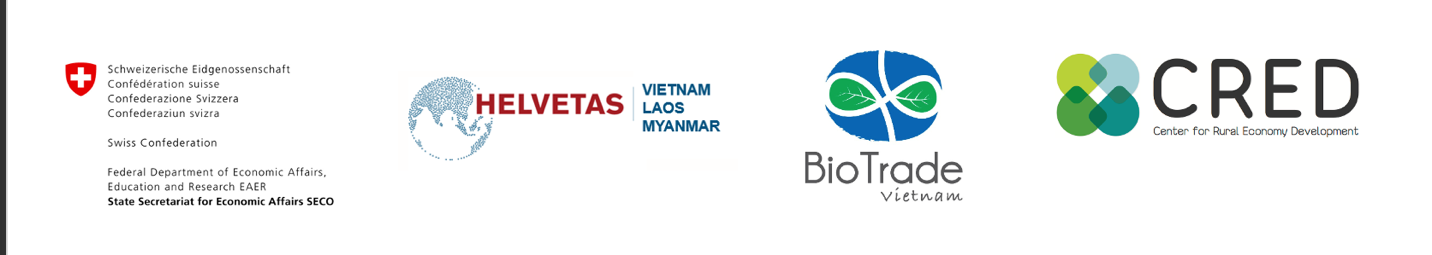 Schweizerische Eidgenossenschaft
Confédération suisse
Confederazione Svizzera
Confederaziun svizra
Swiss Confederation
Federal Department of Economic Affairs,
Education and Research EAER
State Secretariat for Economic Affairs SECO
HELVETAS
VIETNAM
LAOS
MYANMAR
BioTrade
Vietnam
CRED
Center for Rural Economy Development